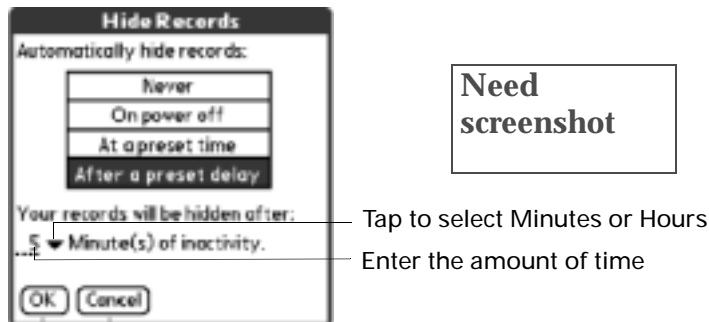 Hide Records
Automatically hide records:
Never
On power off
At a preset time
After a preset delay
Your records will be hidden after:
5 Minute(s) of inactivity.
OK Cancel
Need
screenshot
Tap to select Minutes or Hours
Enter the amount of time